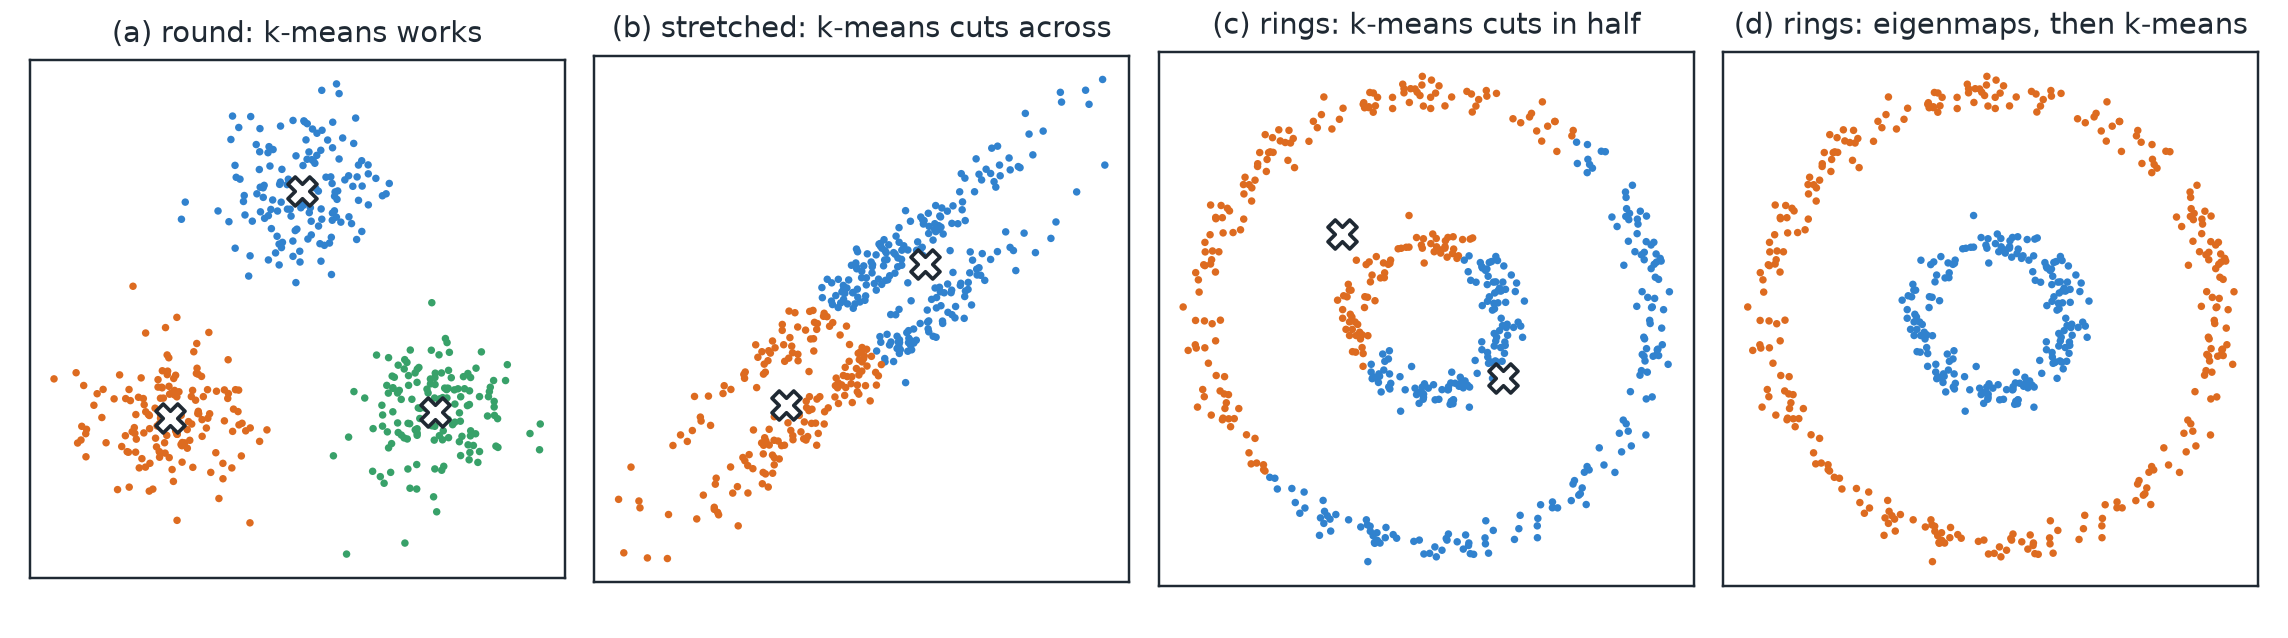 (a) round: k-means works
(b) stretched: k-means cuts across
(c) rings: k-means cuts in half
(d) rings: eigenmaps, then k-means